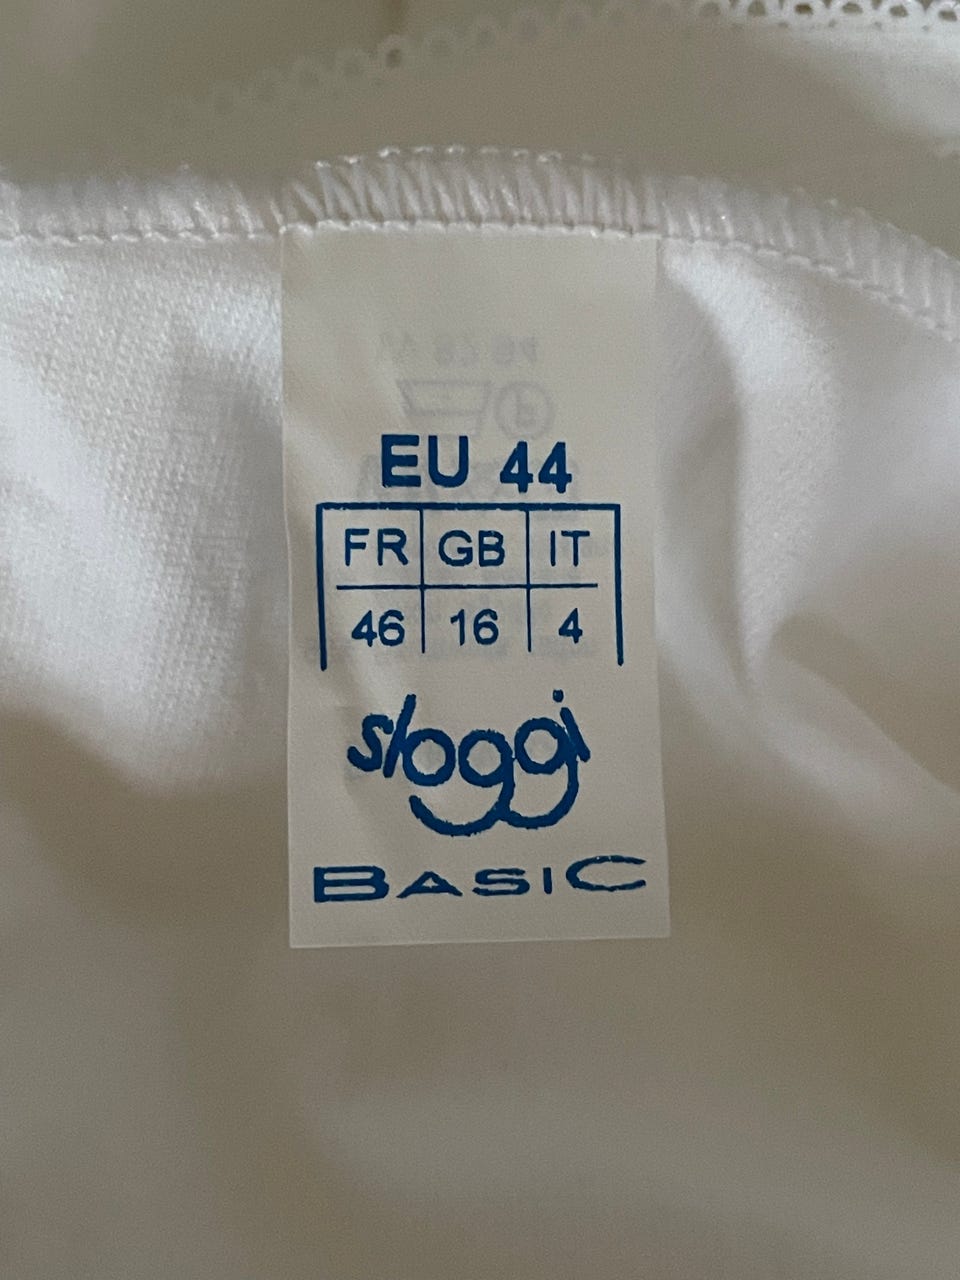 EU 44
FR GB IT
46 16 4
sloggi
BASIC